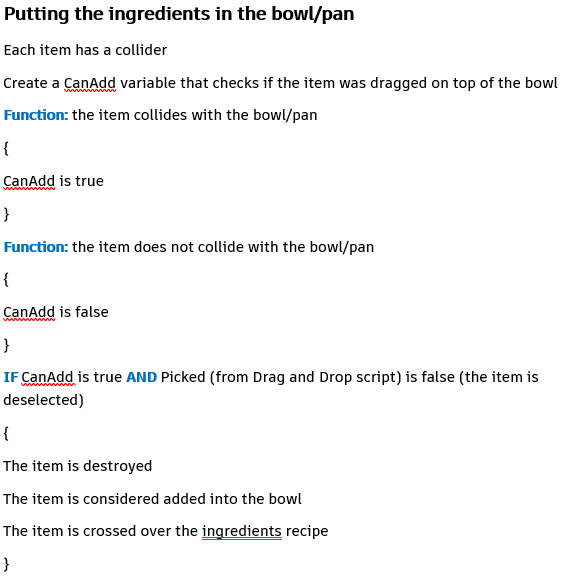 Putting the ingredients in the bowl/pan
Each item has a collider
Create a CanAdd variable that checks if the item was dragged on top of the bowl
Function: the item collides with the bowl/pan
{
CanAdd is true
}
Function: the item does not collide with the bowl/pan
{
CanAdd is false
}
IF CanAdd is true AND Picked (from Drag and Drop script) is false (the item is
deselected)
{
The item is destroyed
The item is considered added into the bowl
The item is crossed over the ingredients recipe
}